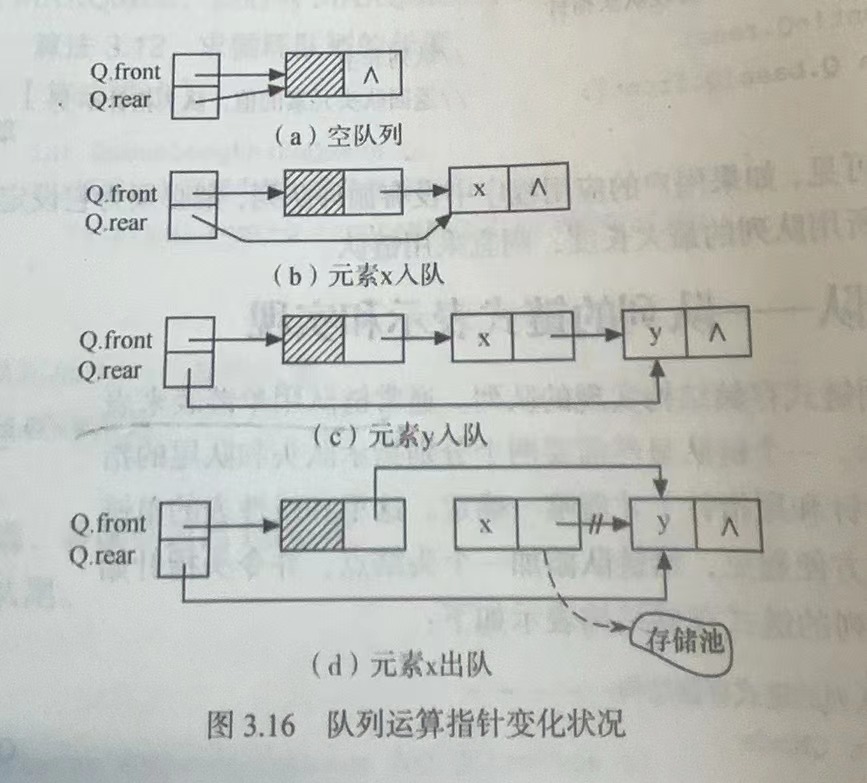 Q.front
Q.rear
∧
(a)空队列
Q.front
Q.rear
x ∧
(b)元素x入队
Q.front
Q.rear
x y ∧
(c)元素y入队
Q.front
Q.rear
x y ∧
存储池
(d)元素x出队
图 3.16 队列运算指针变化状况